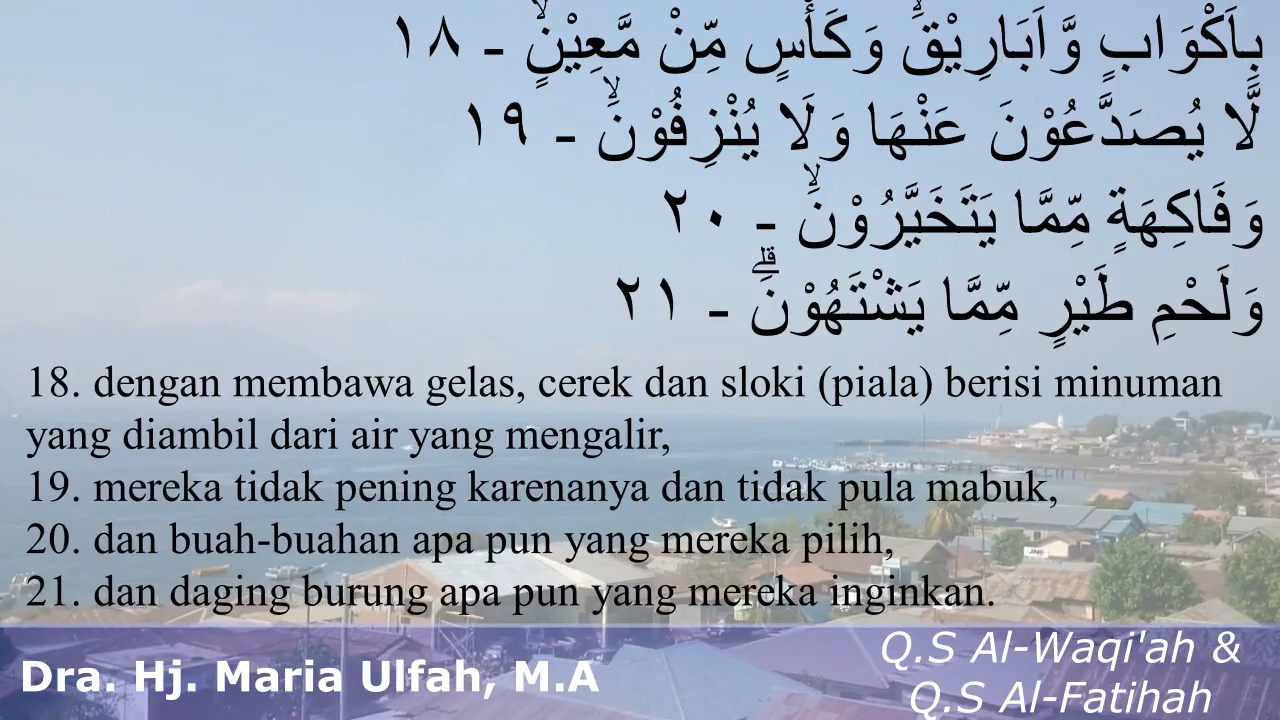 بِاَكْوَابٍ وَّاَبَارِيْقَۙ وَكَأْسٍ مِّنْ مَّعِيْنٍۙ - ١٨
لَّا يُصَدَّعُوْنَ عَنْهَا وَلَا يُنْزِفُوْنَۙ - ١٩
وَفَاكِهَةٍ مِّمَّا يَتَخَيَّرُوْنَۙ - ٢٠
وَلَحْمِ طَيْرٍ مِّمَّا يَشْتَهُوْنَۗ - ٢١
18. dengan membawa gelas, cerek dan sloki (piala) berisi minuman
yang diambil dari air yang mengalir,
19. mereka tidak pening karenanya dan tidak pula mabuk,
20. dan buah-buahan apa pun yang mereka pilih,
21. dan daging burung apa pun yang mereka inginkan.
Dra. Hj. Maria Ulfah, M.A
Q.S Al-Waqi'ah &
Q.S Al-Fatihah